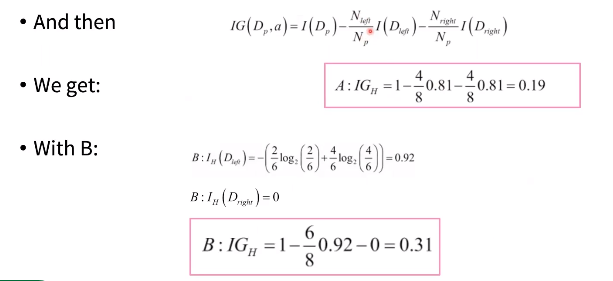 • And then
IG(D_p, a) = I(D_p) − N_left/N_p I(D_left) − N_right/N_p I(D_right)
• We get:
A : IG_H = 1 − 4/8 0.81 − 4/8 0.81 = 0.19
• With B:
B : I_H(D_left) = −(2/6 log_2(2/6) + 4/6 log_2(4/6)) = 0.92
B : I_H(D_right) = 0
B : IG_H = 1 − 6/8 0.92 − 0 = 0.31